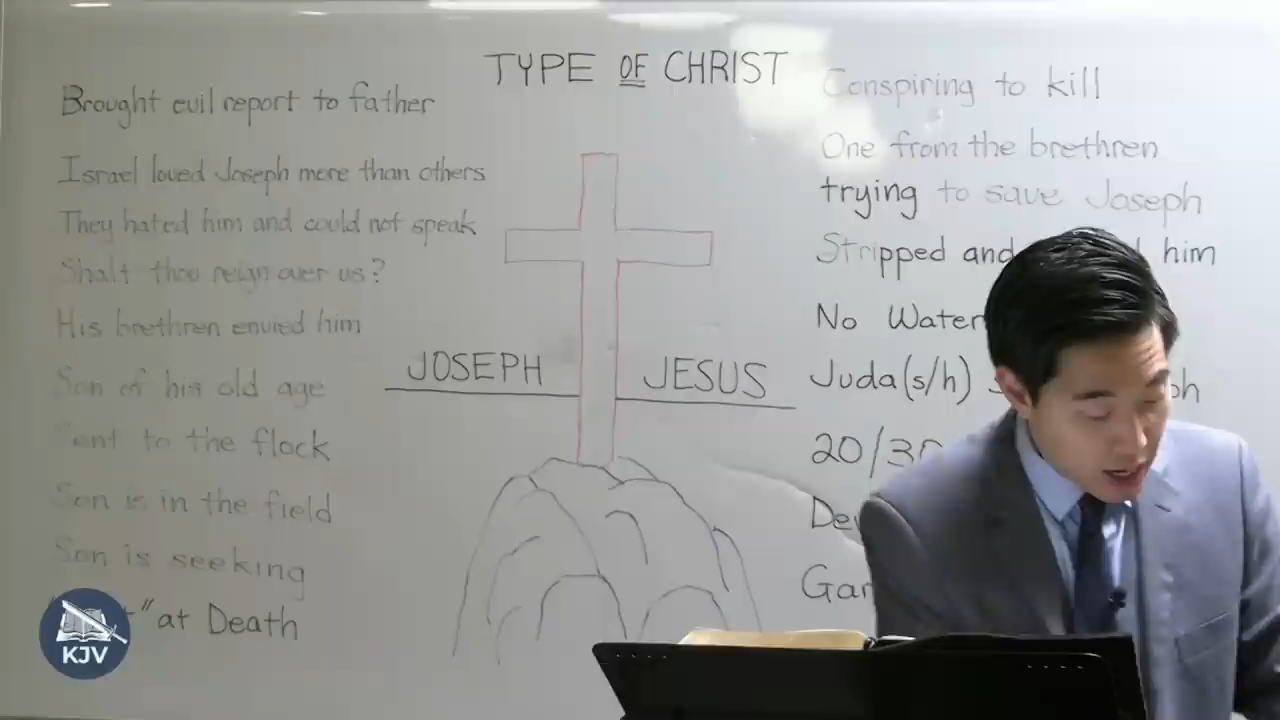 TYPE OF CHRIST
Brought evil report to father
Israel loved Joseph more than others
They hated him and could not speak
Shalt thou reign over us?
His brethren envied him
Son of his old age
Sent to the flock
Son is in the field
Son is seeking
" at Death
JOSEPH
JESUS
Conspiring to kill
One from the brethren
trying to save Joseph
Stripped and him
No Water
Juda(s/h)
20/30
KJV